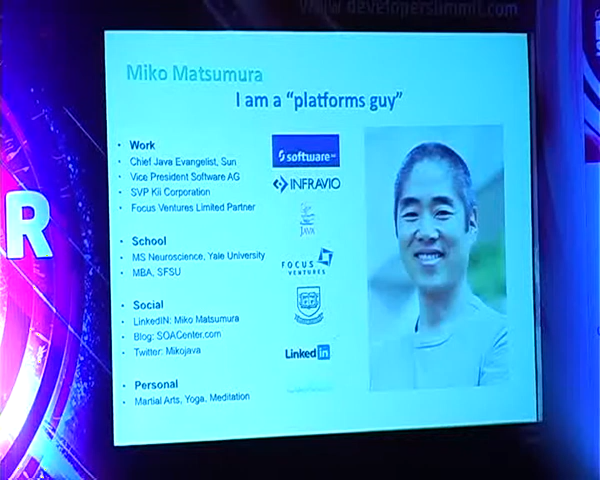 www.developersummit.com
Miko Matsumura
I am a “platforms guy”
• Work
• Chief Java Evangelist, Sun
• Vice President Software AG
• SVP Kii Corporation
• Focus Ventures Limited Partner
• School
• MS Neuroscience, Yale University
• MBA, SFSU
• Social
• LinkedIN: Miko Matsumura
• Blog: SOACenter.com
• Twitter: Mikojava
• Personal
• Martial Arts, Yoga, Meditation
software AG
INFRAVIO
JAVA
FOCUS
VENTURES
LinkedIn
R